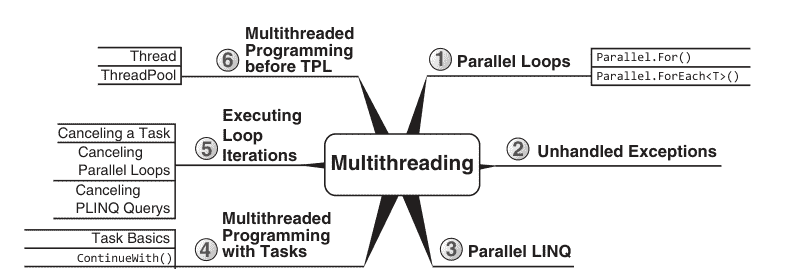 Multithreading
1 Parallel Loops
Parallel.For()
Parallel.ForEach<T>()
2 Unhandled Exceptions
3 Parallel LINQ
4 Multithreaded
Programming
with Tasks
Task Basics
ContinueWith()
5 Executing
Loop
Iterations
Canceling a Task
Canceling
Parallel Loops
Canceling
PLINQ Querys
6 Multithreaded
Programming
before TPL
Thread
ThreadPool